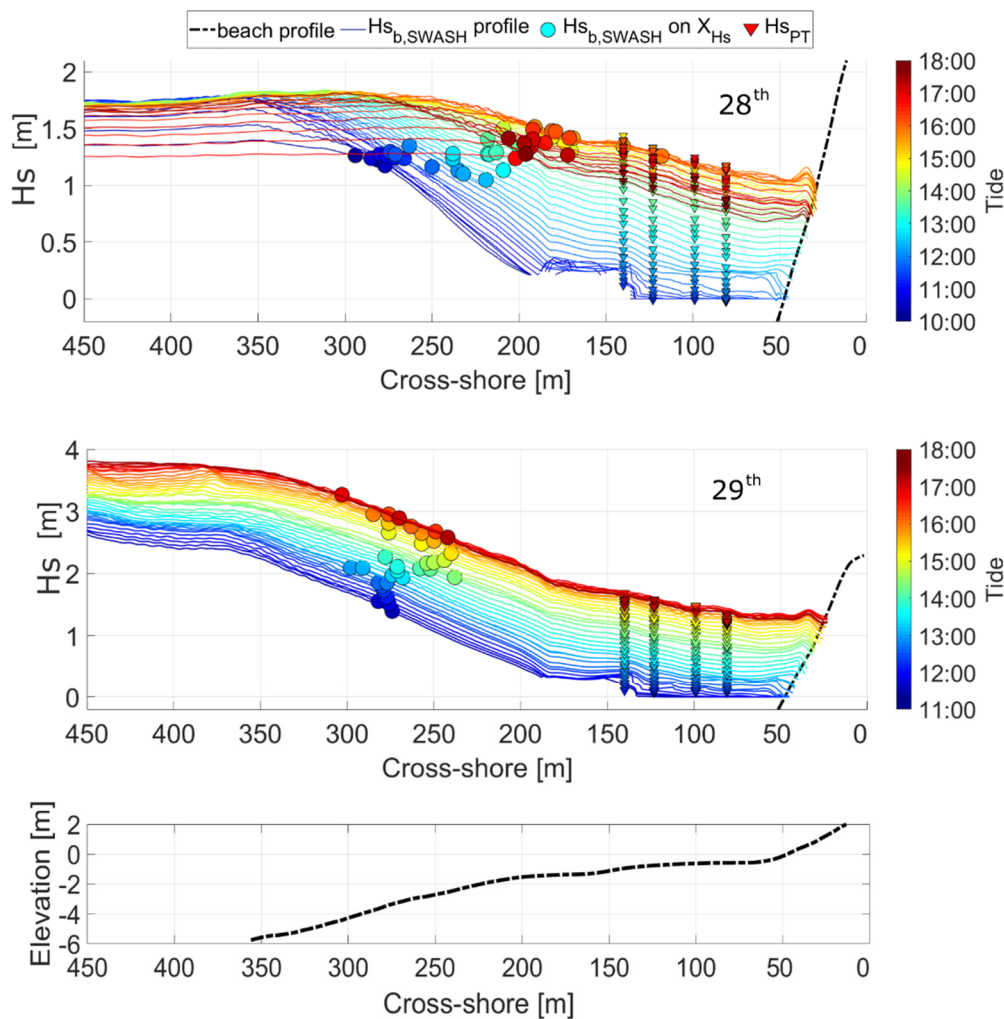 beach profile Hs_b,SWASH profile Hs_b,SWASH on X_Hs Hs_PT
28th
2
1.5
1
0.5
0
Hs [m]
450 400 350 300 250 200 150 100 50 0
Cross-shore [m]
18:00
17:00
16:00
15:00
14:00
13:00
12:00
11:00
10:00
Tide
29th
4
3
2
1
0
Hs [m]
450 400 350 300 250 200 150 100 50 0
Cross-shore [m]
18:00
17:00
16:00
15:00
14:00
13:00
12:00
11:00
Tide
2
0
-2
-4
-6
Elevation [m]
450 400 350 300 250 200 150 100 50 0
Cross-shore [m]